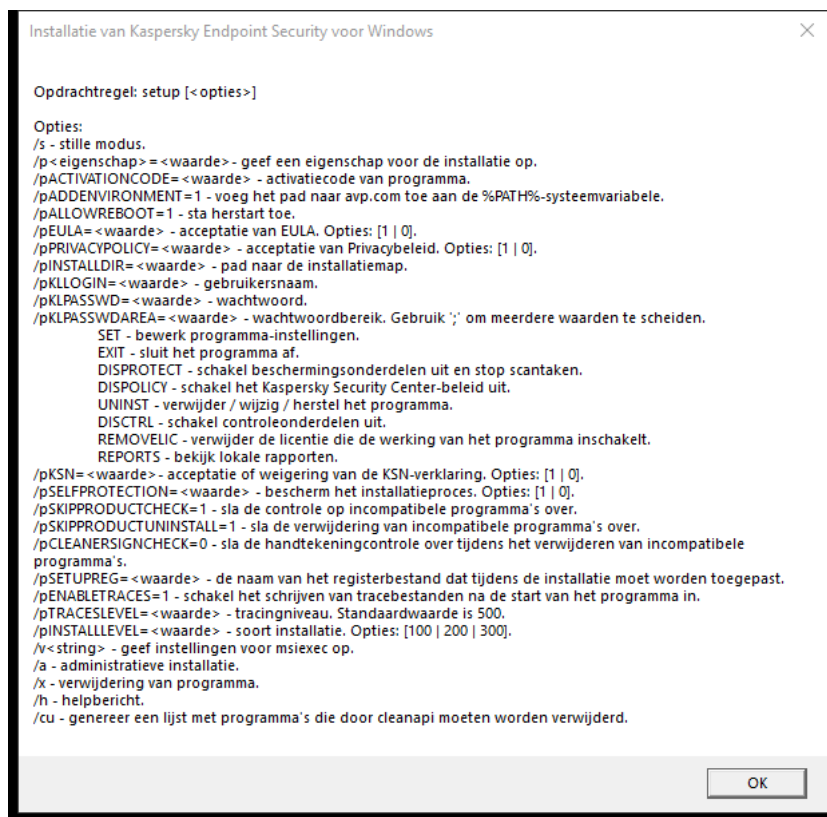 Installatie van Kaspersky Endpoint Security voor Windows
Opdrachtregel: setup [<opties>]
Opties:
/s - stille modus.
/p<eigenschap>=<waarde>- geef een eigenschap voor de installatie op.
/pACTIVATIONCODE=<waarde> - activatiecode van programma.
/pADDENVIRONMENT=1 - voeg het pad naar avp.com toe aan de %PATH%-systeemvariabele.
/pALLOWREBOOT=1 - sta herstart toe.
/pEULA=<waarde> - acceptatie van EULA. Opties: [1 | 0].
/pPRIVACYPOLICY=<waarde> - acceptatie van Privacybeleid. Opties: [1 | 0].
/pINSTALLDIR=<waarde> - pad naar de installatiemap.
/pKLLOGIN=<waarde> - gebruikersnaam.
/pKLPASSWD=<waarde> - wachtwoord.
/pKLPASSWDAREA=<waarde> - wachtwoordbereik. Gebruik ';' om meerdere waarden te scheiden.
SET - bewerk programma-instellingen.
EXIT - sluit het programma af.
DISPROTECT - schakel beschermingsonderdelen uit en stop scantaken.
DISPOLICY - schakel het Kaspersky Security Center-beleid uit.
UNINST - verwijder / wijzig / herstel het programma.
DISCTRL - schakel controleonderdelen uit.
REMOVELIC - verwijder de licentie die de werking van het programma inschakelt.
REPORTS - bekijk lokale rapporten.
/pKSN=<waarde>- acceptatie of weigering van de KSN-verklaring. Opties: [1 | 0].
/pSELFPROTECTION=<waarde> - bescherm het installatieproces. Opties: [1 | 0].
/pSKIPPRODUCTCHECK=1 - sla de controle op incompatibele programma's over.
/pSKIPPRODUCTUNINSTALL=1 - sla de verwijdering van incompatibele programma's over.
/pCLEANERSIGNCHECK=0 - sla de handtekeningcontrole over tijdens het verwijderen van incompatibele
programma's.
/pSETUPREG=<waarde> - de naam van het registerbestand dat tijdens de installatie moet worden toegepast.
/pENABLETRACES=1 - schakel het schrijven van tracebestanden na de start van het programma in.
/pTRACESLEVEL=<waarde> - tracingniveau. Standaardwaarde is 500.
/pINSTALLLEVEL=<waarde> - soort installatie. Opties: [100 | 200 | 300].
/v<string> - geef instellingen voor msiexec op.
/a - administratieve installatie.
/x - verwijdering van programma.
/h - helpbericht.
/cu - genereer een lijst met programma's die door cleanapi moeten worden verwijderd.
OK